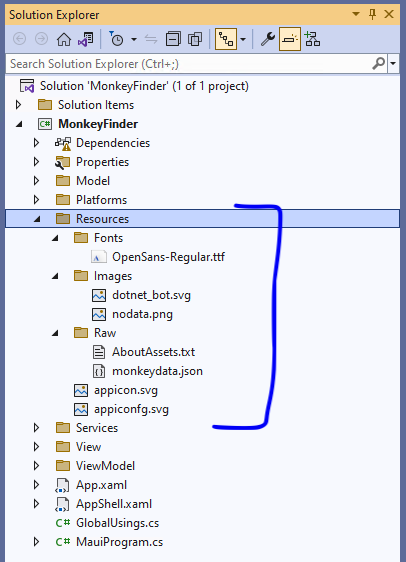 Solution Explorer
Search Solution Explorer (Ctrl+;)
Solution 'MonkeyFinder' (1 of 1 project)
Solution Items
C# MonkeyFinder
Dependencies
Properties
Model
Platforms
Resources
Fonts
OpenSans-Regular.ttf
Images
dotnet_bot.svg
nodata.png
Raw
AboutAssets.txt
monkeydata.json
appicon.svg
appiconfg.svg
Services
View
ViewModel
App.xaml
AppShell.xaml
C# GlobalUsings.cs
C# MauiProgram.cs